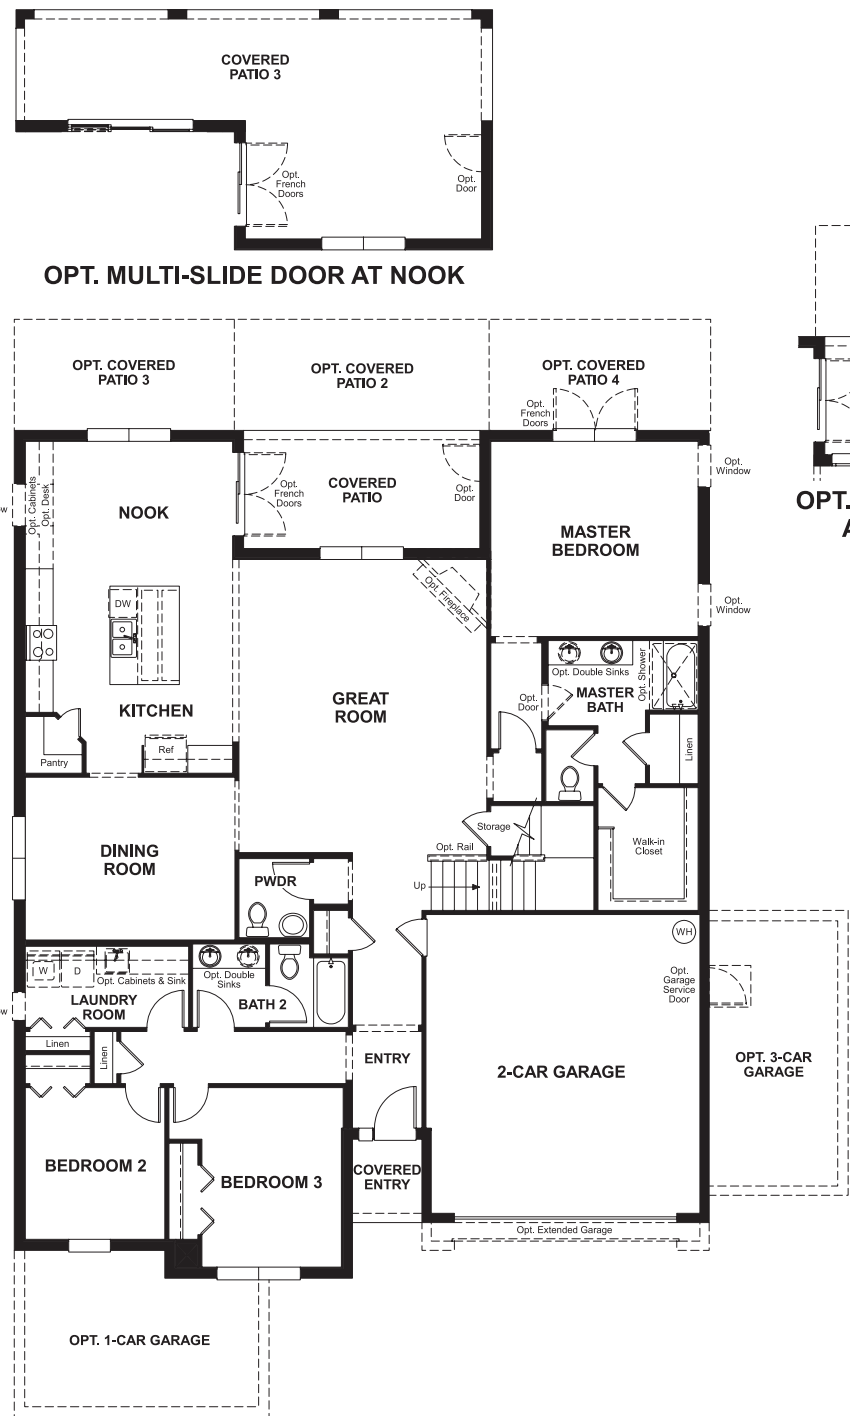 COVERED
PATIO 3
Opt.
French
Doors
Opt.
Door
OPT. MULTI-SLIDE DOOR AT NOOK
OPT. COVERED
PATIO 3
OPT. COVERED
PATIO 2
OPT. COVERED
PATIO 4
Opt.
French
Doors
Opt. Cabinets
Opt. Desk
NOOK
Opt.
French
Doors
COVERED
PATIO
Opt.
Door
Opt.
Window
MASTER
BEDROOM
OPT.
Opt.
Window
DW
Opt. Fireplace
KITCHEN
GREAT
ROOM
Opt. Double Sinks
Opt. Shower
MASTER
BATH
Opt.
Door
Linen
Pantry
Ref
DINING
ROOM
Storage
Opt. Rail
Up
Walk-in
Closet
PWDR
WH
W
D
Opt. Cabinets & Sink
LAUNDRY
ROOM
Opt. Double
Sinks
BATH 2
Opt.
Garage
Service
Door
Linen
Linen
ENTRY
2-CAR GARAGE
OPT. 3-CAR
GARAGE
BEDROOM 2
BEDROOM 3
COVERED
ENTRY
Opt. Extended Garage
OPT. 1-CAR GARAGE